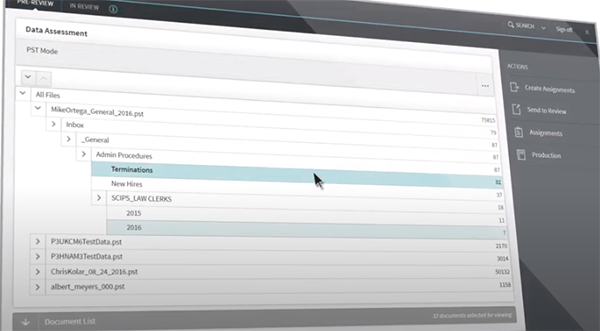 PRE-REVIEW IN REVIEW
SEARCH Sign off
Data Assessment
PST Mode
...
All Files
MikeOrtega_General_2016.pst 75815
Inbox 79
_General 87
Admin Procedures 87
Terminations 82
New Hires 37
SCIPS_LAW CLERKS 18
2015 11
2016 7
P3UKCM6TestData.pst 2170
P3HNAM3TestData.pst 3014
ChrisKolar_08_24_2016.pst 50132
albert_meyers_000.pst 1158
Document List 17 documents selected for viewing
ACTIONS
Create Assignments
Send to Review
Assignments
Production